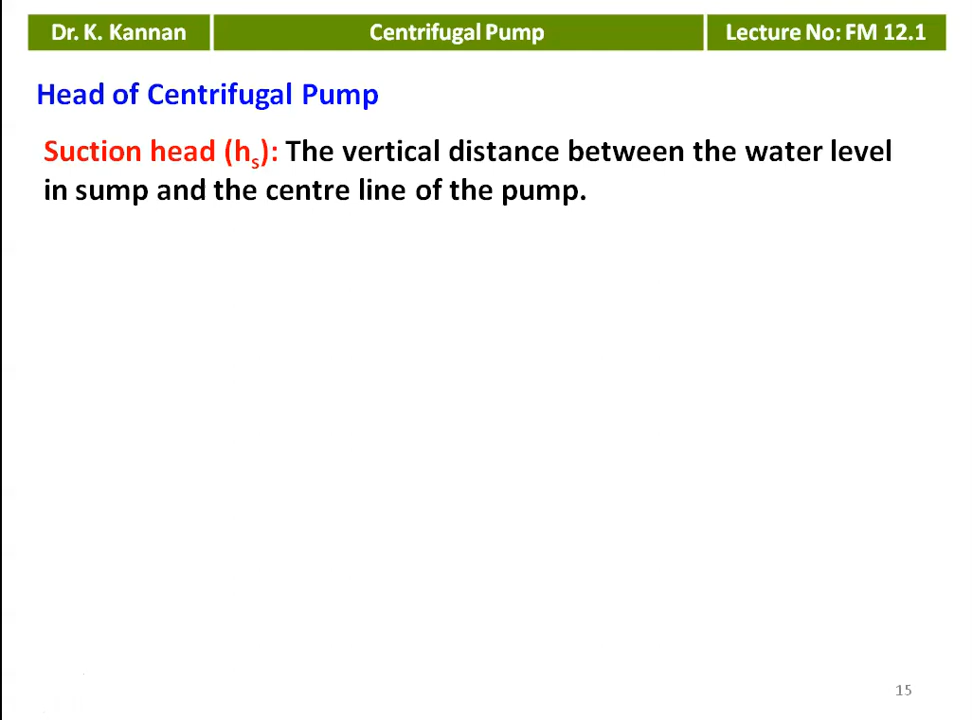 Dr. K. Kannan
Centrifugal Pump
Lecture No: FM 12.1
Head of Centrifugal Pump
Suction head (hs): The vertical distance between the water level
in sump and the centre line of the pump.
15